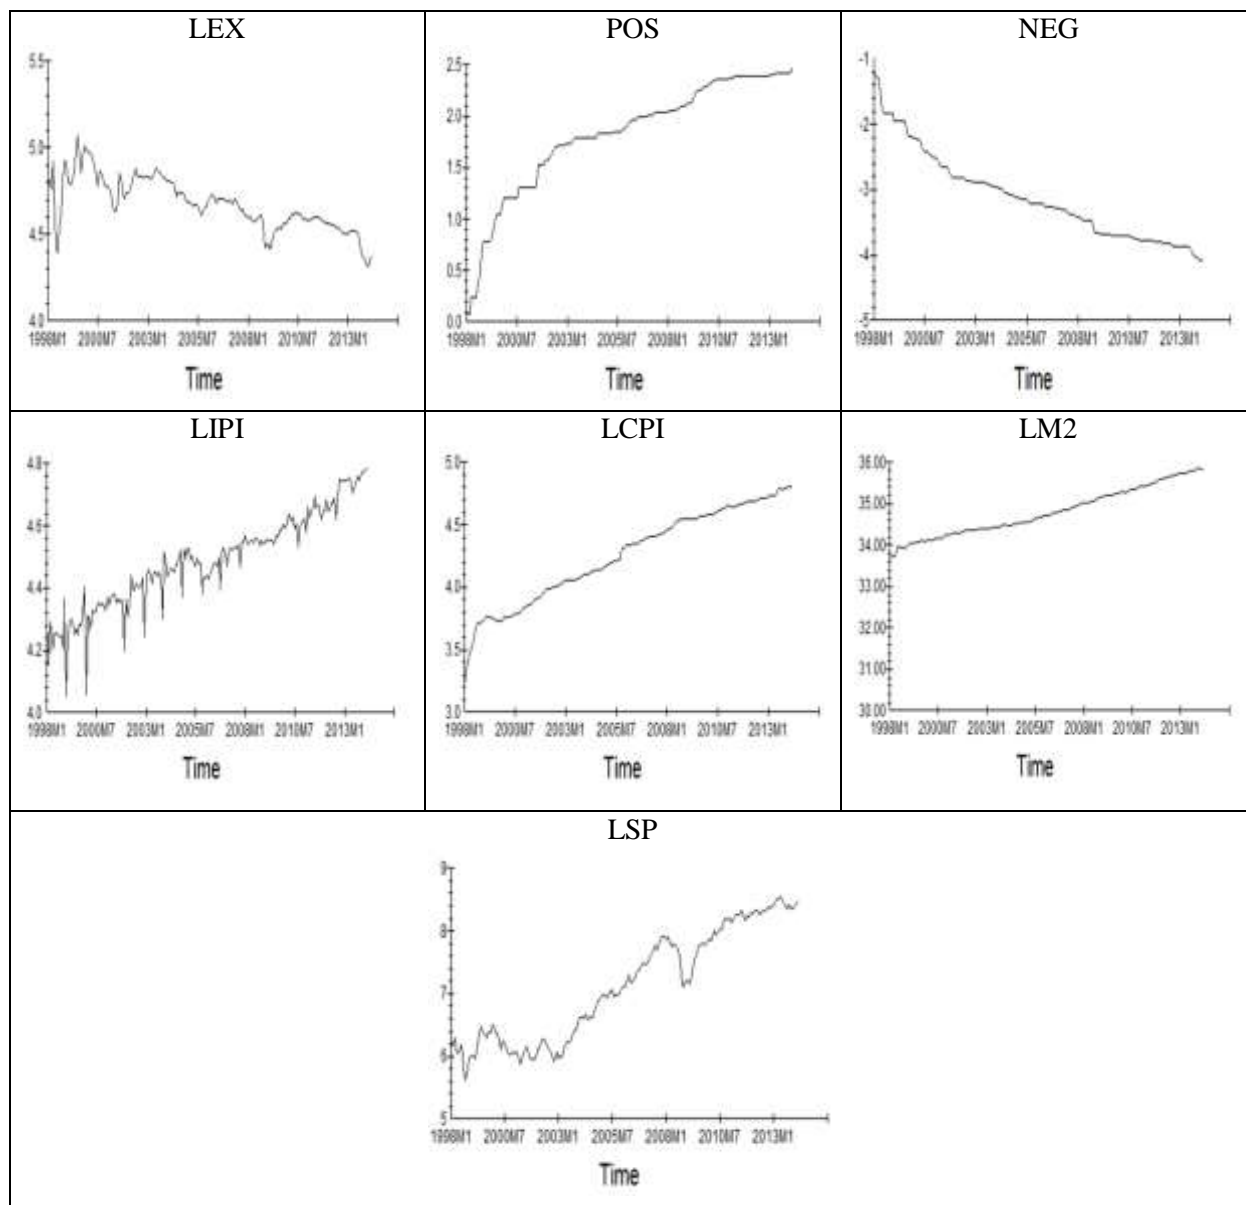 LEX
5.5
5.0
4.5
4.0
1998M1 2000M7 2003M1 2005M7 2008M1 2010M7 2013M1
Time
POS
2.5
2.0
1.5
1.0
0.5
0.0
1998M1 2000M7 2003M1 2005M7 2008M1 2010M7 2013M1
Time
NEG
-1
-2
-3
-4
-5
1998M1 2000M7 2003M1 2005M7 2008M1 2010M7 2013M1
Time
LIPI
4.8
4.6
4.4
4.2
4.0
1998M1 2000M7 2003M1 2005M7 2008M1 2010M7 2013M1
Time
LCPI
5.0
4.5
4.0
3.5
3.0
1998M1 2000M7 2003M1 2005M7 2008M1 2010M7 2013M1
Time
LM2
36.00
35.00
34.00
33.00
32.00
31.00
30.00
1998M1 2000M7 2003M1 2005M7 2008M1 2010M7 2013M1
Time
LSP
9
8
7
6
5
1998M1 2000M7 2003M1 2005M7 2008M1 2010M7 2013M1
Time